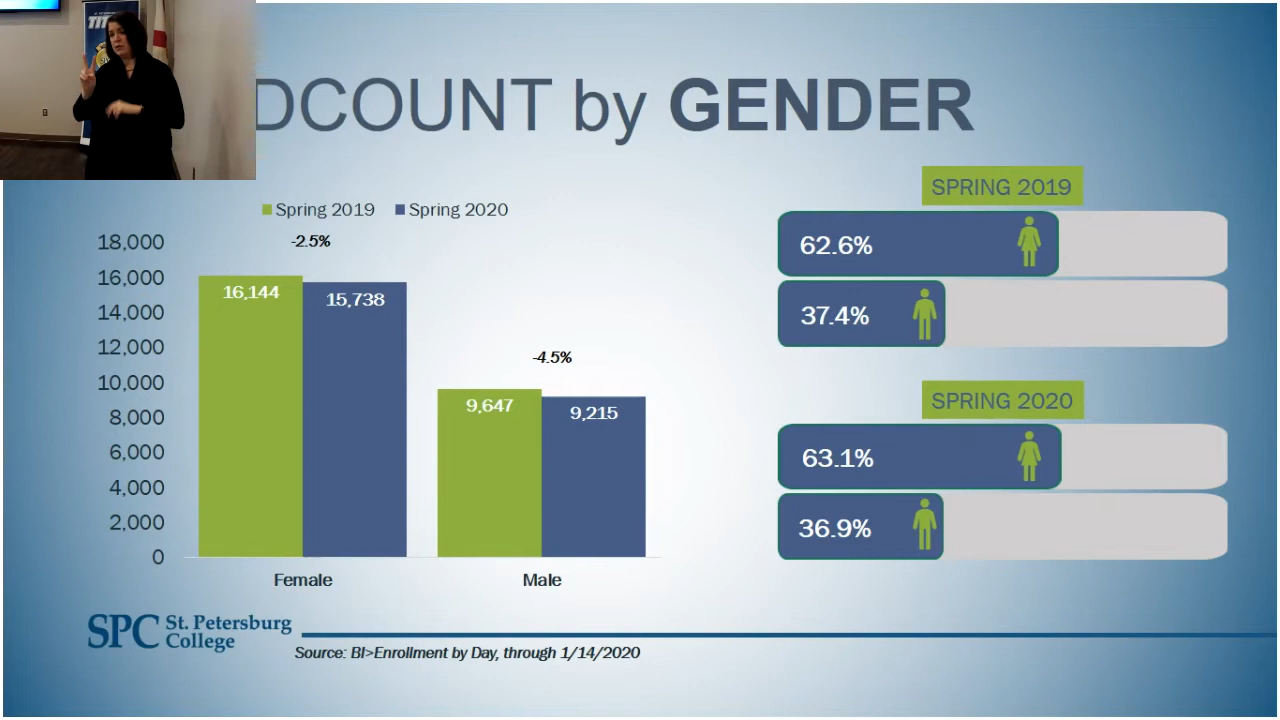 TIT
DCOUNT by GENDER
Spring 2019 Spring 2020
18,000
16,000
14,000
12,000
10,000
8,000
6,000
4,000
2,000
0
-2.5%
16,144
15,738
-4.5%
9,647
9,215
Female
Male
SPRING 2019
62.6%
37.4%
SPRING 2020
63.1%
36.9%
SPC St. Petersburg
College
Source: BI>Enrollment by Day, through 1/14/2020